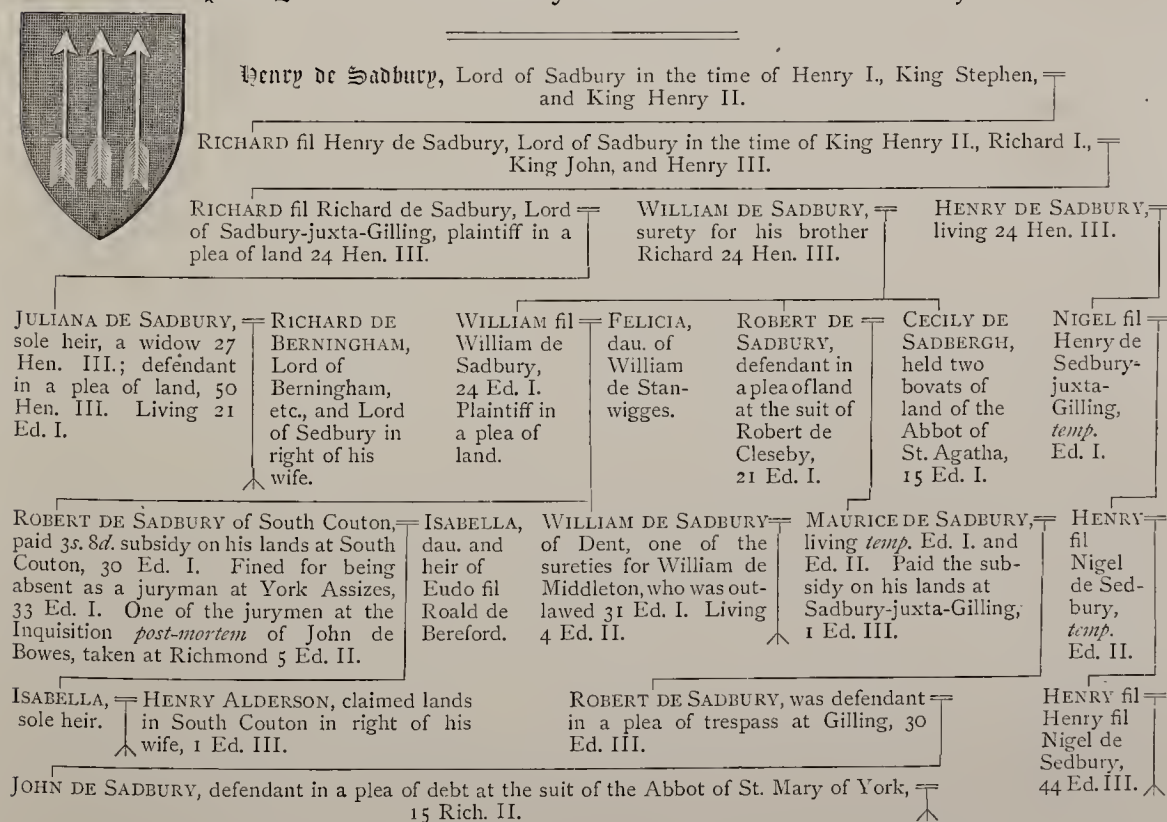 Henry de Sadbury, Lord of Sadbury in the time of Henry I., King Stephen,
and King Henry II.
RICHARD fil Henry de Sadbury, Lord of Sadbury in the time of King Henry II., Richard I.,
King John, and Henry III.
RICHARD fil Richard de Sadbury, Lord
of Sadbury-juxta-Gilling, plaintiff in a
plea of land 24 Hen. III.
WILLIAM DE SADBURY,
surety for his brother
Richard 24 Hen. III.
HENRY DE SADBURY,
living 24 Hen. III.
JULIANA DE SADBURY,
sole heir, a widow 27
Hen. III.; defendant
in a plea of land, 50
Hen. III. Living 21
Ed. I.
RICHARD DE
BERNINGHAM,
Lord of
Berningham,
etc., and Lord
of Sedbury in
right of his
wife.
WILLIAM fil
William de
Sadbury,
24 Ed. I.
Plaintiff in
a plea of
land.
FELICIA,
dau. of
William
de Stan-
wigges.
ROBERT DE
SADBURY,
defendant in
a plea of land
at the suit of
Robert de
Cleseby,
21 Ed. I.
CECILY DE
SADBERGH,
held two
bovats of
land of the
Abbot of
St. Agatha,
15 Ed. I.
NIGEL fil
Henry de
Sedbury-
juxta-
Gilling,
temp.
Ed. I.
ROBERT DE SADBURY of South Couton,
paid 3s. 8d. subsidy on his lands at South
Couton, 30 Ed. I. Fined for being
absent as a juryman at York Assizes,
33 Ed. I. One of the jurymen at the
Inquisition post-mortem of John de
Bowes, taken at Richmond 5 Ed. II.
ISABELLA,
dau. and
heir of
Eudo fil
Roald de
Bereford.
WILLIAM DE SADBURY
of Dent, one of the
sureties for William de
Middleton, who was out-
lawed 31 Ed. I. Living
4 Ed. II.
MAURICE DE SADBURY,
living temp. Ed. I. and
Ed. II. Paid the sub-
sidy on his lands at
Sadbury-juxta-Gilling,
1 Ed. III.
HENRY
fil
Nigel
de Sed-
bury,
temp.
Ed. II.
ISABELLA,
sole heir.
HENRY ALDERSON, claimed lands
in South Couton in right of his
wife, 1 Ed. III.
ROBERT DE SADBURY, was defendant
in a plea of trespass at Gilling, 30
Ed. III.
HENRY fil
Henry fil
Nigel de
Sedbury,
44 Ed. III.
JOHN DE SADBURY, defendant in a plea of debt at the suit of the Abbot of St. Mary of York,
15 Rich. II.